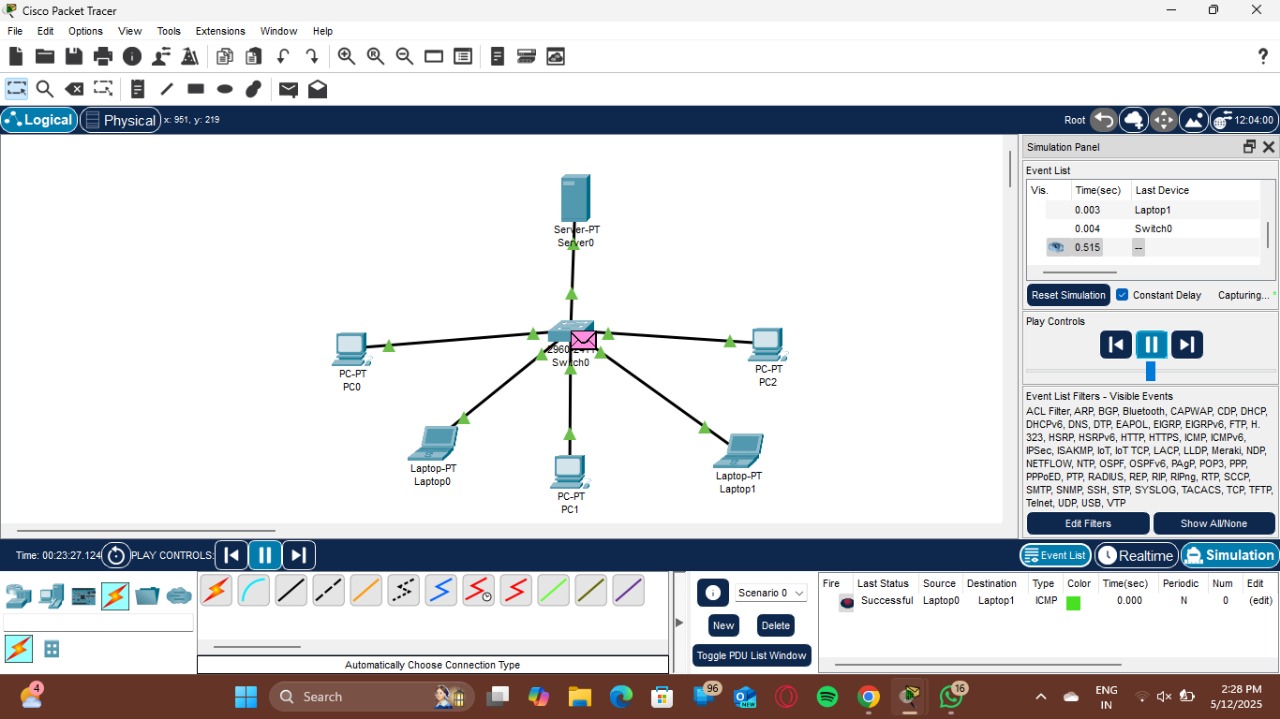 Cisco Packet Tracer
File Edit Options View Tools Extensions Window Help
Logical Physical x: 951, y: 219 Root 12:04:00
Simulation Panel
Event List
Vis. Time(sec) Last Device
0.003 Laptop1
0.004 Switch0
0.515 --
Reset Simulation Constant Delay Capturing... *
Play Controls
Event List Filters - Visible Events
ACL Filter, ARP, BGP, Bluetooth, CAPWAP, CDP, DHCP,
DHCPv6, DNS, DTP, EAPOL, EIGRP, EIGRPv6, FTP, H.
323, HSRP, HSRPv6, HTTP, HTTPS, ICMP, ICMPv6,
IPSec, ISAKMP, IoT, IoT TCP, LACP, LLDP, Meraki, NDP,
NETFLOW, NTP, OSPF, OSPFv6, PAgP, POP3, PPP,
PPPoED, PTP, RADIUS, REP, RIP, RIPng, RTP, SCCP,
SMTP, SNMP, SSH, STP, SYSLOG, TACACS, TCP, TFTP,
Telnet, UDP, USB, VTP
Edit Filters Show All/None
Server-PT
Server0
Switch0
PC-PT
PC0
PC-PT
PC2
Laptop-PT
Laptop0
PC-PT
PC1
Laptop-PT
Laptop1
Time: 00:23:27.124 PLAY CONTROLS: Event List Realtime Simulation
Automatically Choose Connection Type
Scenario 0
New Delete
Toggle PDU List Window
Fire Last Status Source Destination Type Color Time(sec) Periodic Num Edit
Successful Laptop0 Laptop1 ICMP 0.000 N 0 (edit)
4 Search 96 NEW 16 ENG 2:28 PM
IN 5/12/2025